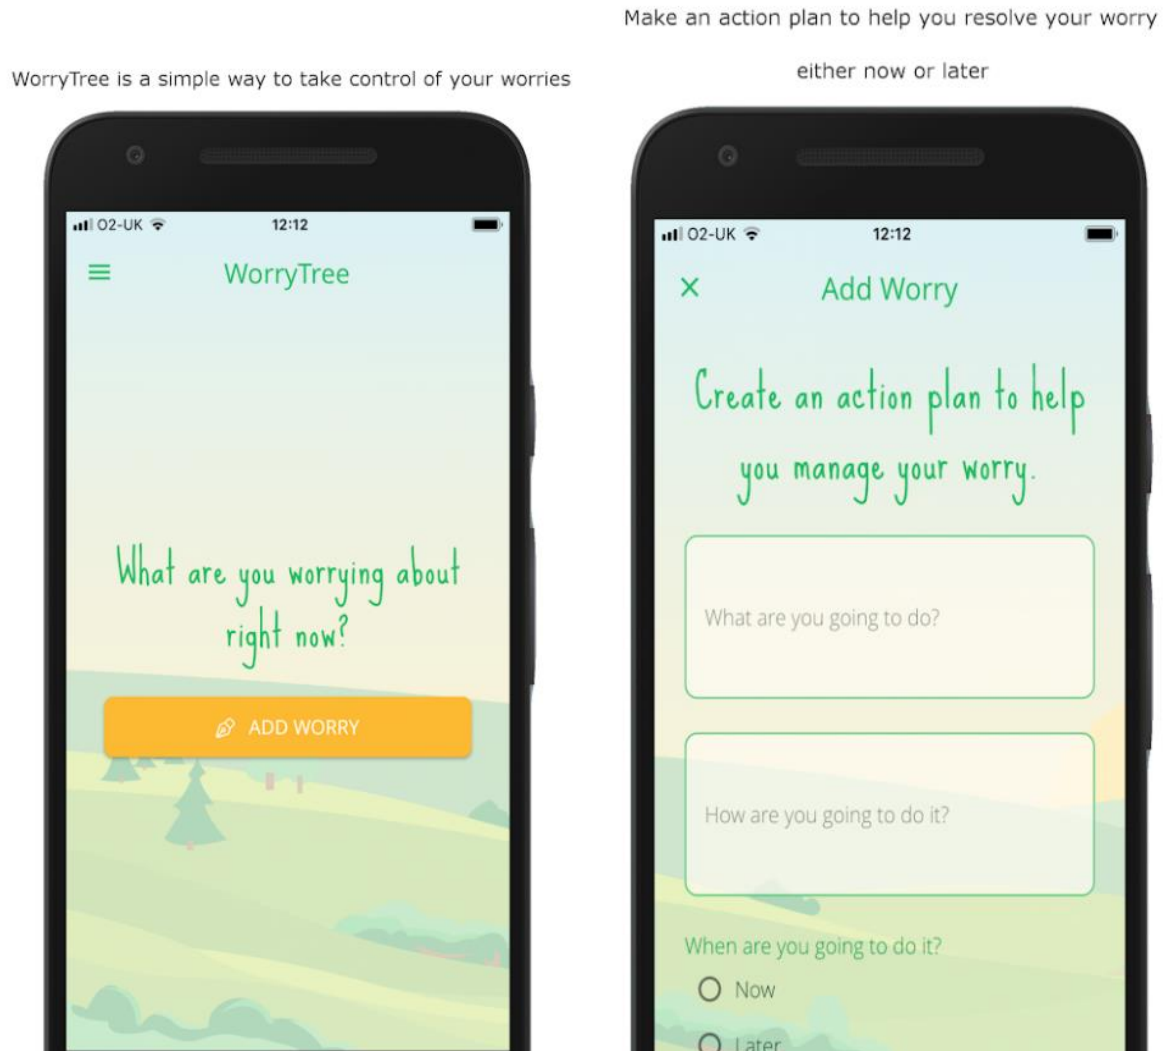 WorryTree is a simple way to take control of your worries
O2-UK
12:12
WorryTree
What are you worrying about
right now?
ADD WORRY
Make an action plan to help you resolve your worry
either now or later
O2-UK
12:12
Add Worry
Create an action plan to help
you manage your worry.
What are you going to do?
How are you going to do it?
When are you going to do it?
Now
Later